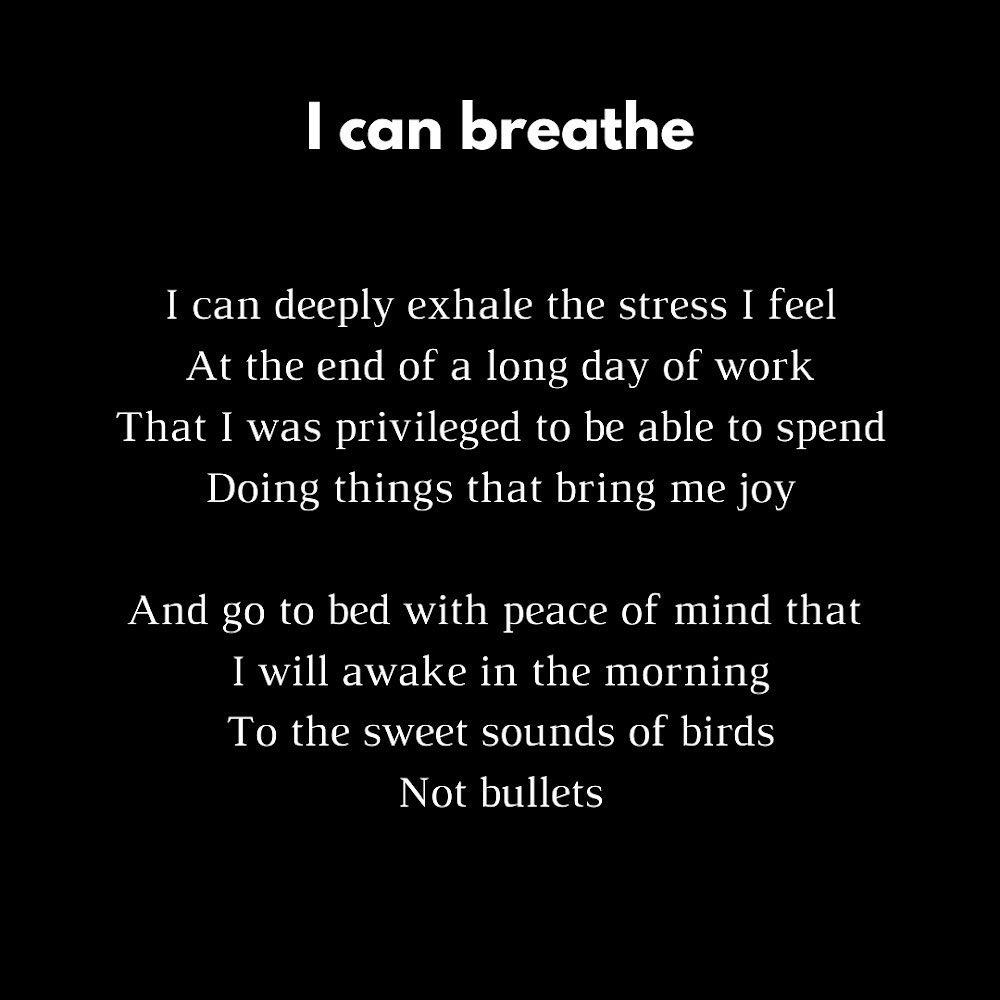 I can breathe
I can deeply exhale the stress I feel
At the end of a long day of work
That I was privileged to be able to spend
Doing things that bring me joy
And go to bed with peace of mind that
I will awake in the morning
To the sweet sounds of birds
Not bullets